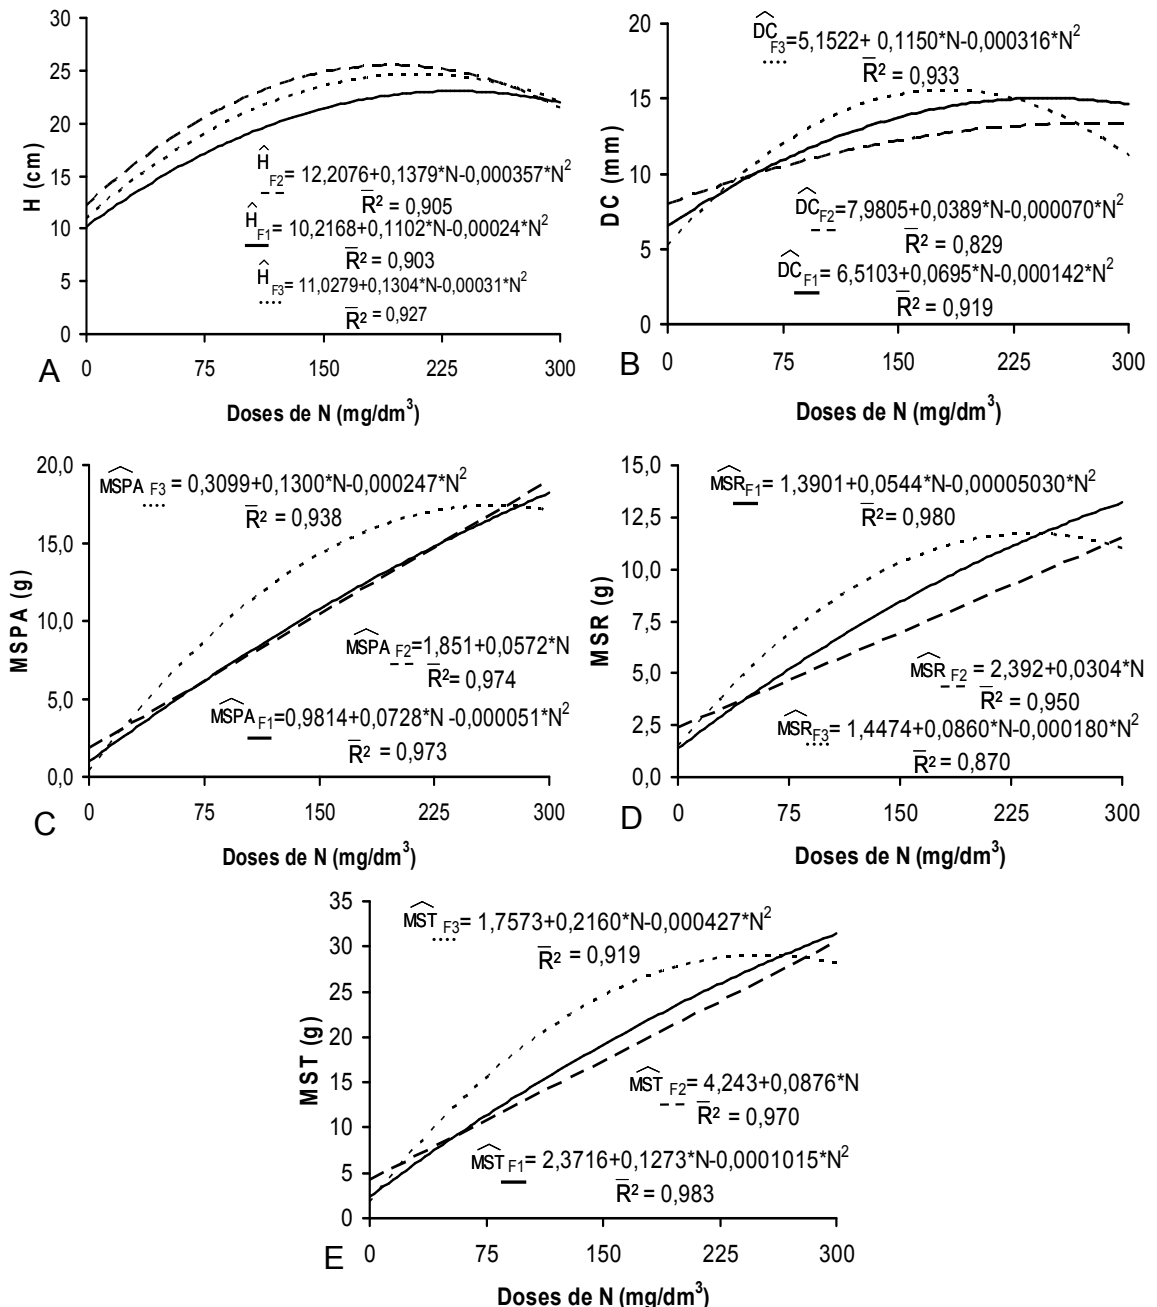 30
25
20
15
10
5
0
H (cm)
Ĥ F2 = 12,2076+0,1379*N-0,000357*N²
R̅² = 0,905
Ĥ F1 = 10,2168+0,1102*N-0,00024*N²
R̅² = 0,903
Ĥ F3 = 11,0279+0,1304*N-0,00031*N²
R̅² = 0,927
A
0 75 150 225 300
Doses de N (mg/dm³)
20
15
10
5
0
DC (mm)
D͡C F3=5,1522+ 0,1150*N-0,000316*N²
R̅² = 0,933
D͡C F2=7,9805+0,0389*N-0,000070*N²
R̅² = 0,829
D͡C F1= 6,5103+0,0695*N-0,000142*N²
R̅² = 0,919
B
0 75 150 225 300
Doses de N (mg/dm³)
20,0
15,0
10,0
5,0
0,0
MSPA (g)
MSPA F3 = 0,3099+0,1300*N-0,000247*N²
R̅² = 0,938
MSPA F2=1,851+0,0572*N
R̅²=0,974
MSPA F1=0,9814+0,0728*N -0,000051*N²
R̅² = 0,973
C
0 75 150 225 300
Doses de N (mg/dm³)
15,0
12,5
10,0
7,5
5,0
2,5
0,0
MSR (g)
MSR F1= 1,3901+0,0544*N-0,00005030*N²
R̅²= 0,980
MSR F2 = 2,392+0,0304*N
R̅² = 0,950
MSR F3= 1,4474+0,0860*N-0,000180*N²
R̅² = 0,870
D
0 75 150 225 300
Doses de N (mg/dm³)
35
30
25
20
15
10
5
0
MST (g)
MST F3= 1,7573+0,2160*N-0,000427*N²
R̅² = 0,919
MST F2= 4,243+0,0876*N
R̅² = 0,970
MST F1= 2,3716+0,1273*N-0,0001015*N²
R̅² = 0,983
E
0 75 150 225 300
Doses de N (mg/dm³)